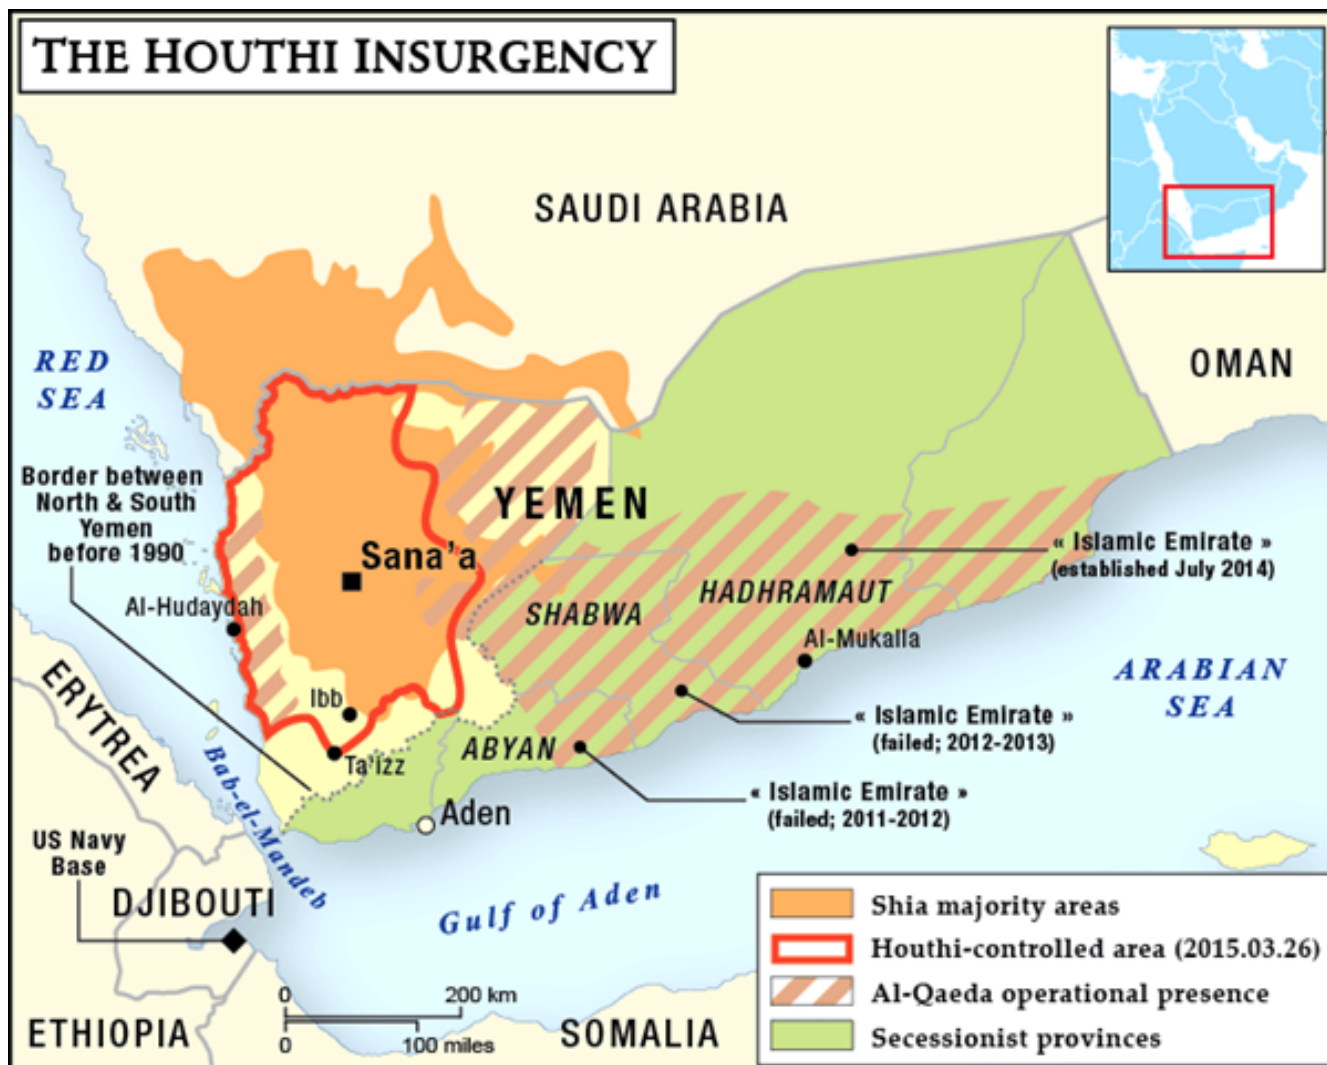 THE HOUTHI INSURGENCY
SAUDI ARABIA
RED
SEA
OMAN
Border between
North & South
Yemen
before 1990
YEMEN
Sana'a
« Islamic Emirate »
(established July 2014)
SHABWA
HADHRAMAUT
Al-Hudaydah
Al-Mukalla
ARABIAN
SEA
ERYTREA
Ibb
« Islamic Emirate »
(failed; 2012-2013)
ABYAN
Ta'izz
Bab-el-Mandeb
« Islamic Emirate »
(failed; 2011-2012)
Aden
US Navy
Base
DJIBOUTI
Gulf of Aden
Shia majority areas
Houthi-controlled area (2015.03.26)
Al-Qaeda operational presence
Secessionist provinces
0 200 km
0 100 miles
ETHIOPIA
SOMALIA